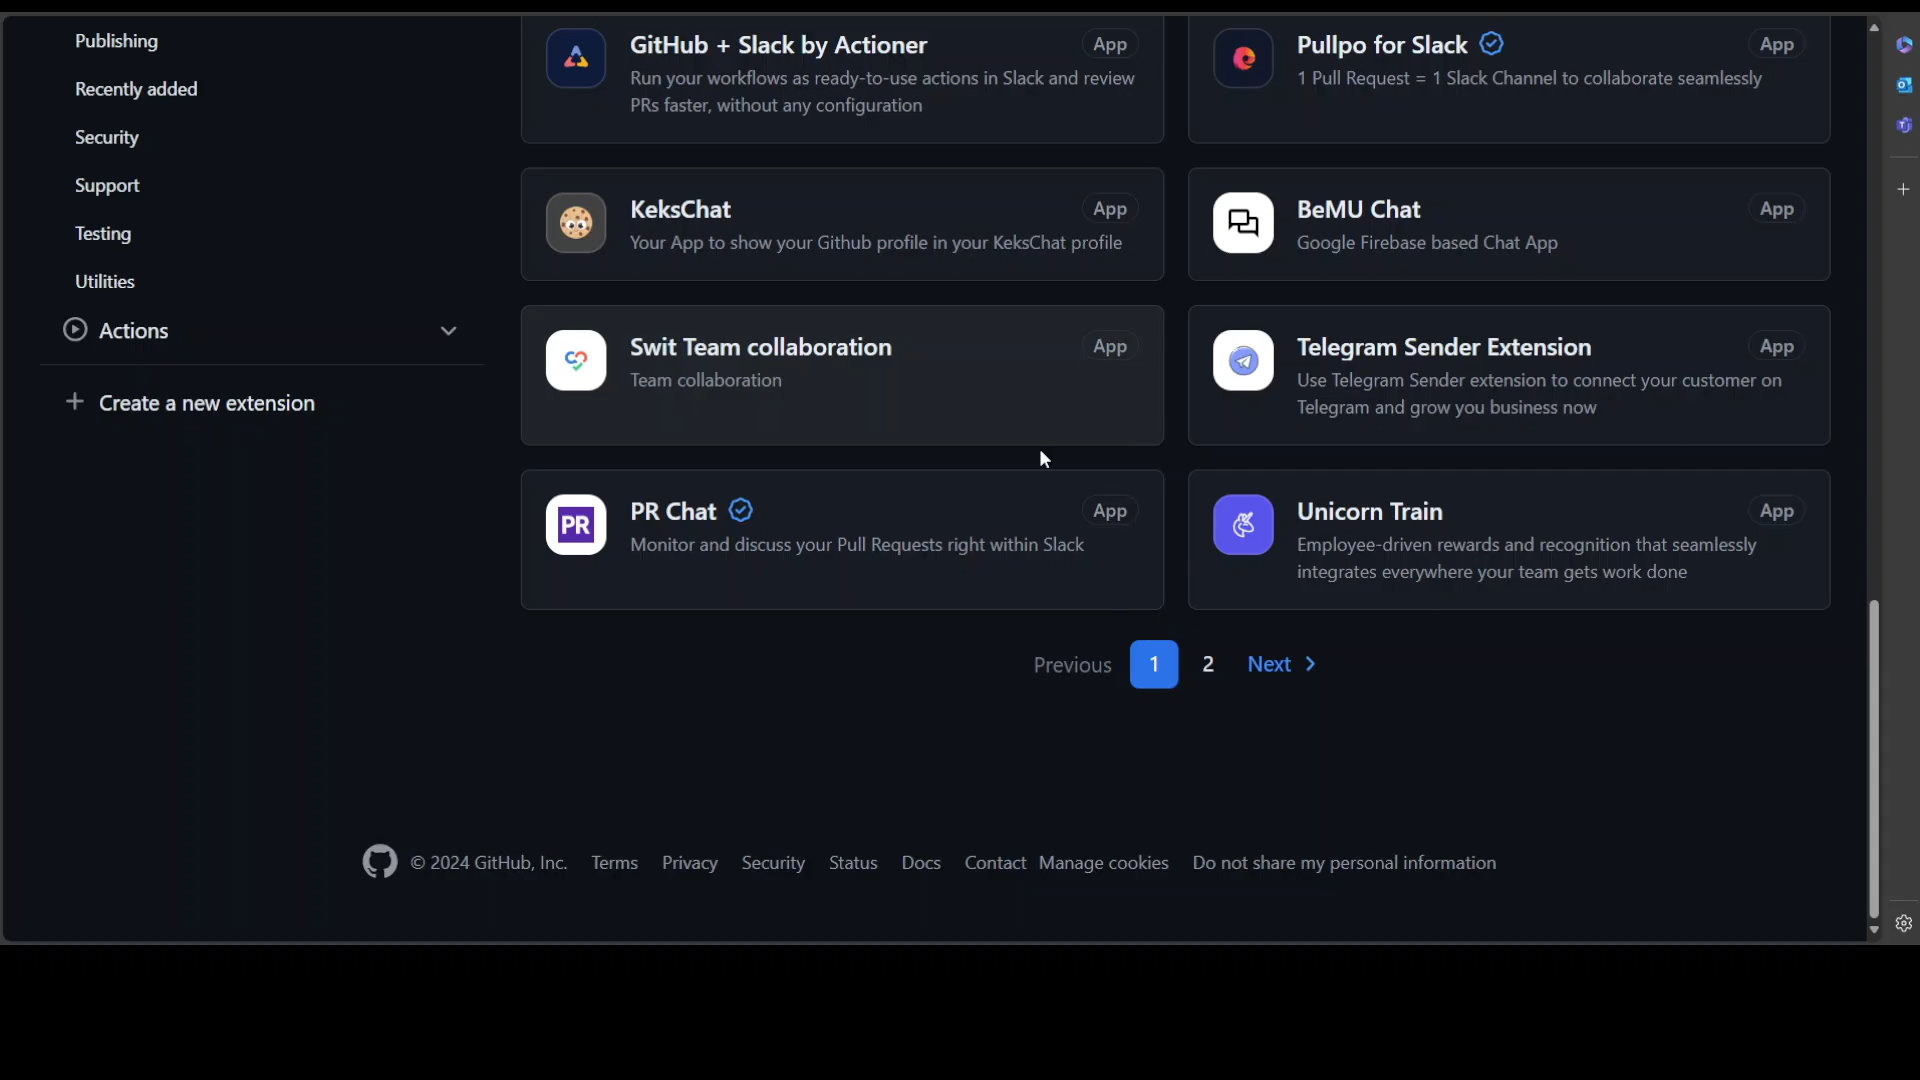 Publishing
Recently added
Security
Support
Testing
Utilities
Actions
Create a new extension
GitHub + Slack by Actioner
App
Run your workflows as ready-to-use actions in Slack and review
PRs faster, without any configuration
Pullpo for Slack
App
1 Pull Request = 1 Slack Channel to collaborate seamlessly
KeksChat
App
Your App to show your Github profile in your KeksChat profile
BeMU Chat
App
Google Firebase based Chat App
Swit Team collaboration
App
Team collaboration
Telegram Sender Extension
App
Use Telegram Sender extension to connect your customer on
Telegram and grow you business now
PR
PR Chat
App
Monitor and discuss your Pull Requests right within Slack
Unicorn Train
App
Employee-driven rewards and recognition that seamlessly
integrates everywhere your team gets work done
Previous 1 2 Next
© 2024 GitHub, Inc. Terms Privacy Security Status Docs Contact Manage cookies Do not share my personal information